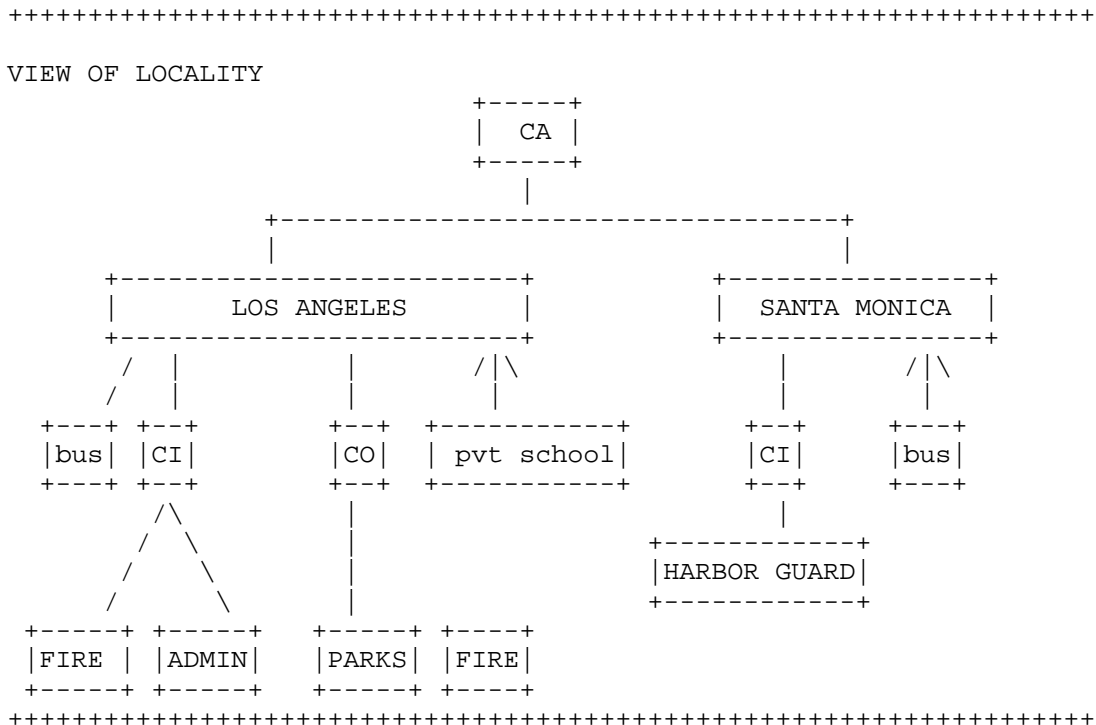 VIEW OF LOCALITY
CA
LOS ANGELES SANTA MONICA
bus CI CO pvt school CI bus
HARBOR GUARD
FIRE ADMIN PARKS FIRE